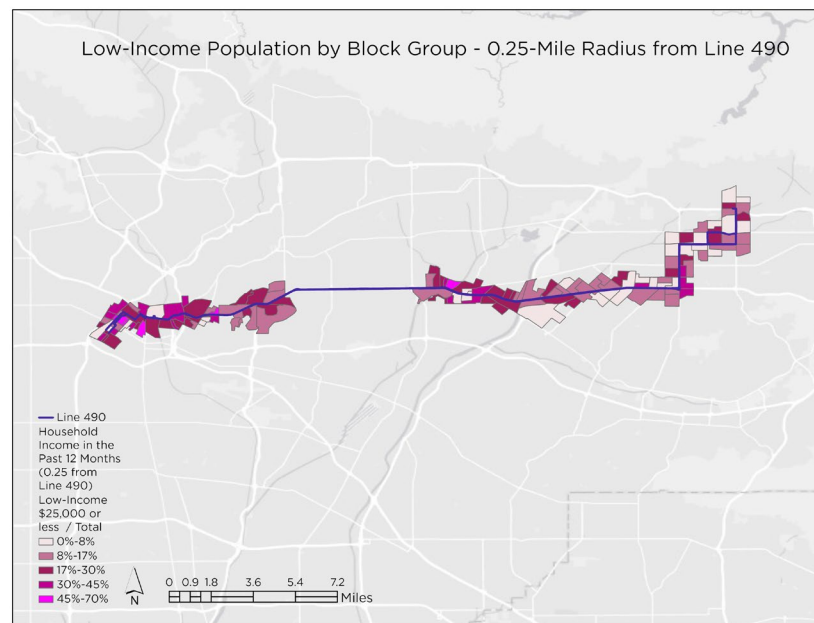 Low-Income Population by Block Group - 0.25-Mile Radius from Line 490
Line 490
Household
Income in the
Past 12 Months
(0.25 from
Line 490)
Low-Income
$25,000 or
less / Total
0%-8%
8%-17%
17%-30%
30%-45%
45%-70%
N
0 0.9 1.8 3.6 5.4 7.2
Miles